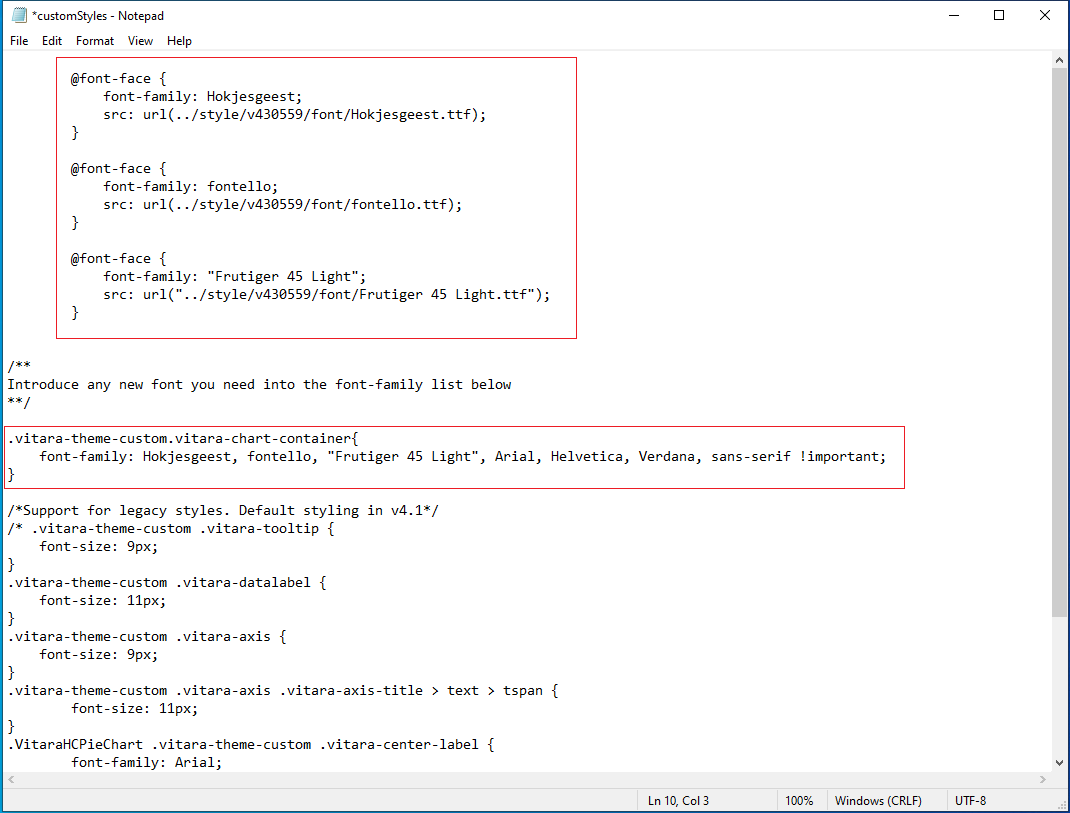 *customStyles - Notepad
File Edit Format View Help
@font-face {
font-family: Hokjesgeest;
src: url(../style/v430559/font/Hokjesgeest.ttf);
}
@font-face {
font-family: fontello;
src: url(../style/v430559/font/fontello.ttf);
}
@font-face {
font-family: "Frutiger 45 Light";
src: url("../style/v430559/font/Frutiger 45 Light.ttf");
}
/**
Introduce any new font you need into the font-family list below
**/
.vitara-theme-custom.vitara-chart-container{
font-family: Hokjesgeest, fontello, "Frutiger 45 Light", Arial, Helvetica, Verdana, sans-serif !important;
}
/*Support for legacy styles. Default styling in v4.1*/
/* .vitara-theme-custom .vitara-tooltip {
font-size: 9px;
}
.vitara-theme-custom .vitara-datalabel {
font-size: 11px;
}
.vitara-theme-custom .vitara-axis {
font-size: 9px;
}
.vitara-theme-custom .vitara-axis .vitara-axis-title > text > tspan {
font-size: 11px;
}
.VitaraHCPieChart .vitara-theme-custom .vitara-center-label {
font-family: Arial;
Ln 10, Col 3 100% Windows (CRLF) UTF-8